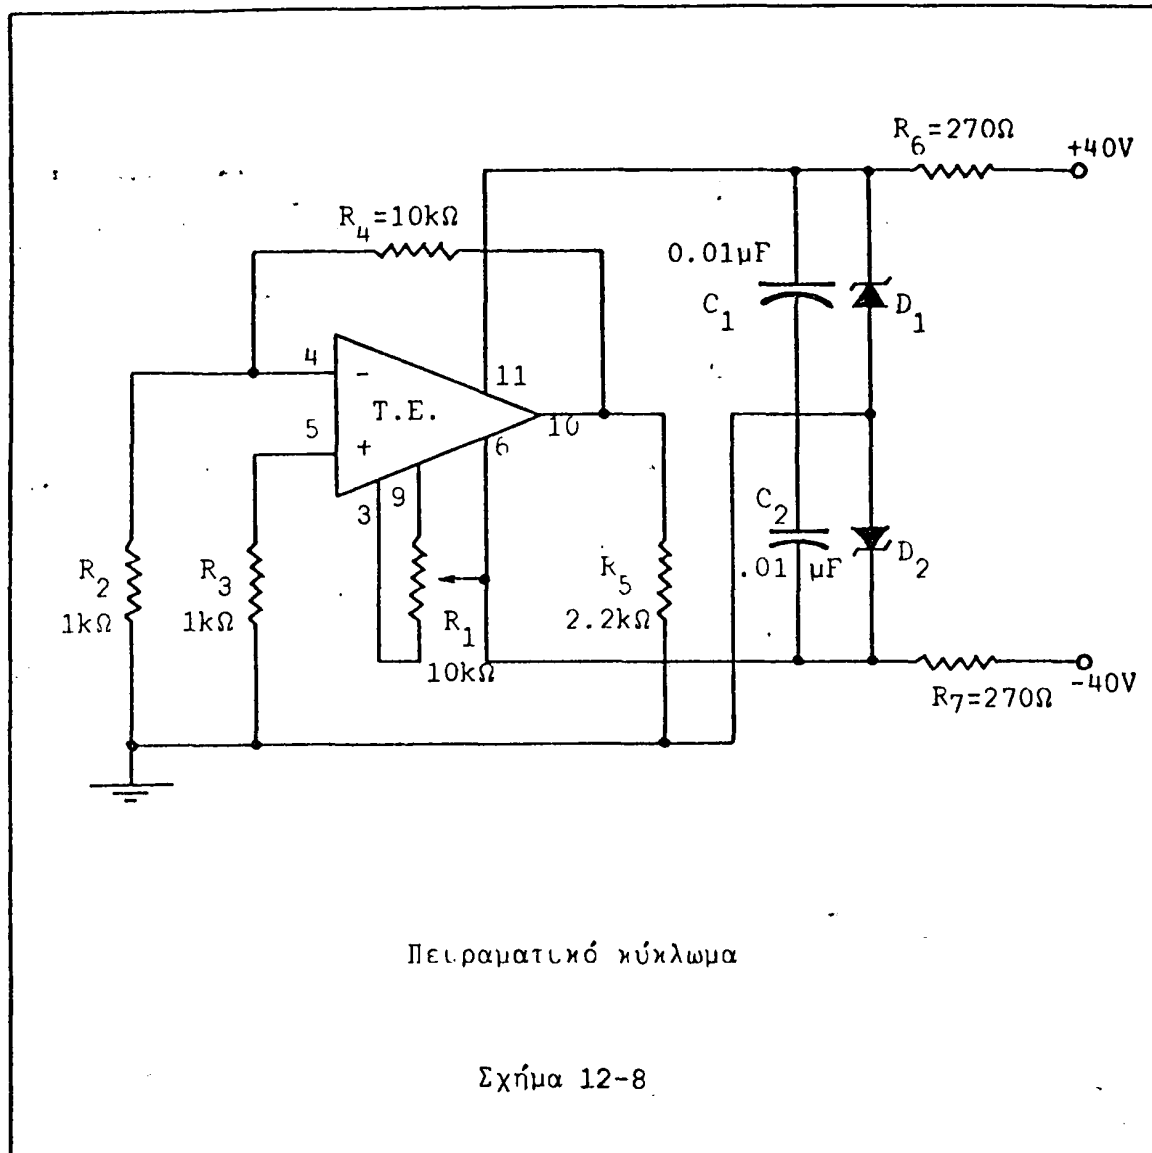 R6=270Ω
+40V
R4=10kΩ
0.01μF
C1
D1
4
-
11
T.E.
10
5
+
6
9
3
C2
.01 μF
D2
R2
1kΩ
R3
1kΩ
R1
10kΩ
R5
2.2kΩ
R7=270Ω
-40V
Πειραματικό κύκλωμα
Σχήμα 12-8